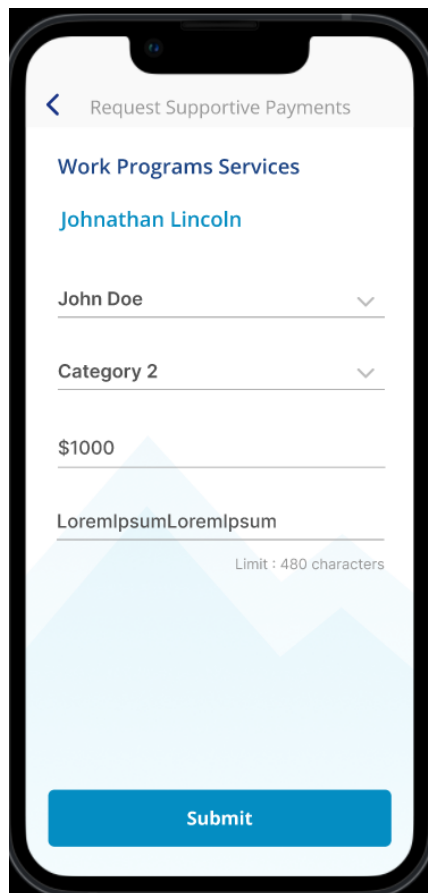 Request Supportive Payments
Work Programs Services
Johnathan Lincoln
John Doe
Category 2
$1000
LoremIpsumLoremIpsum
Limit : 480 characters
Submit